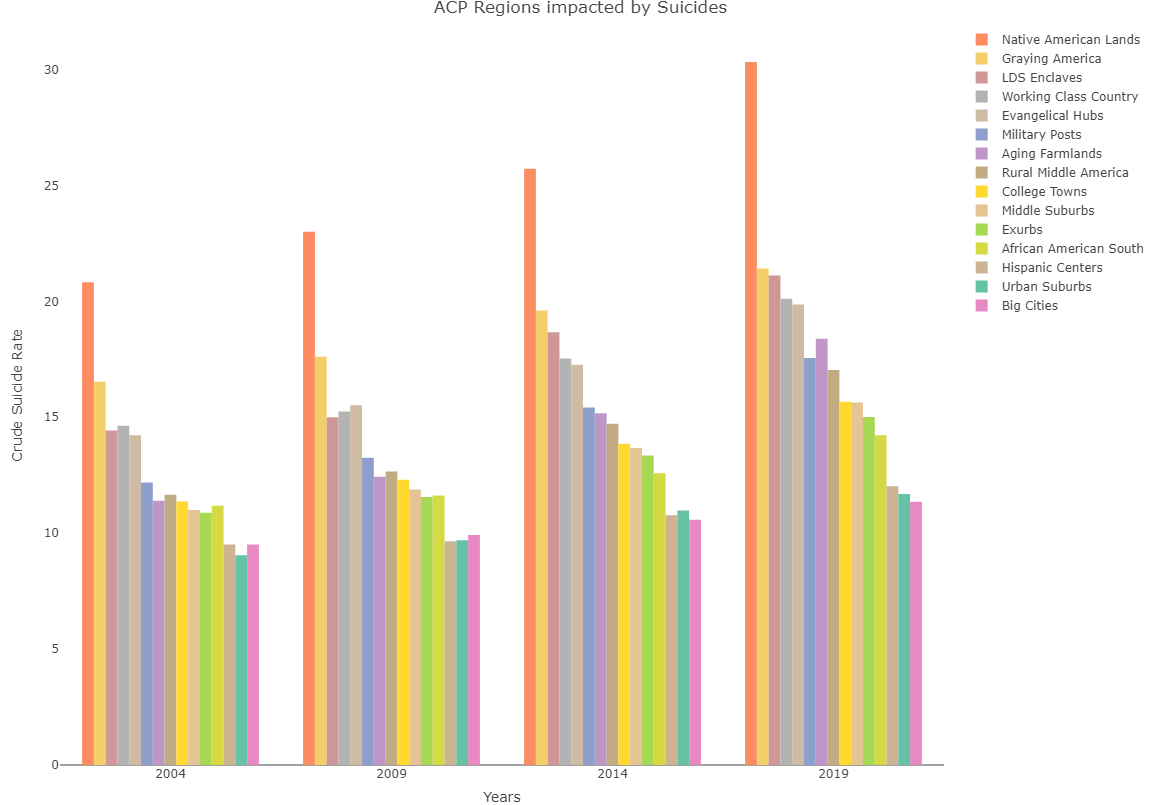 ACP Regions impacted by Suicides
30
25
20
15
10
5
0
Crude Suicide Rate
2004
2009
2014
2019
Years
Native American Lands
Graying America
LDS Enclaves
Working Class Country
Evangelical Hubs
Military Posts
Aging Farmlands
Rural Middle America
College Towns
Middle Suburbs
Exurbs
African American South
Hispanic Centers
Urban Suburbs
Big Cities